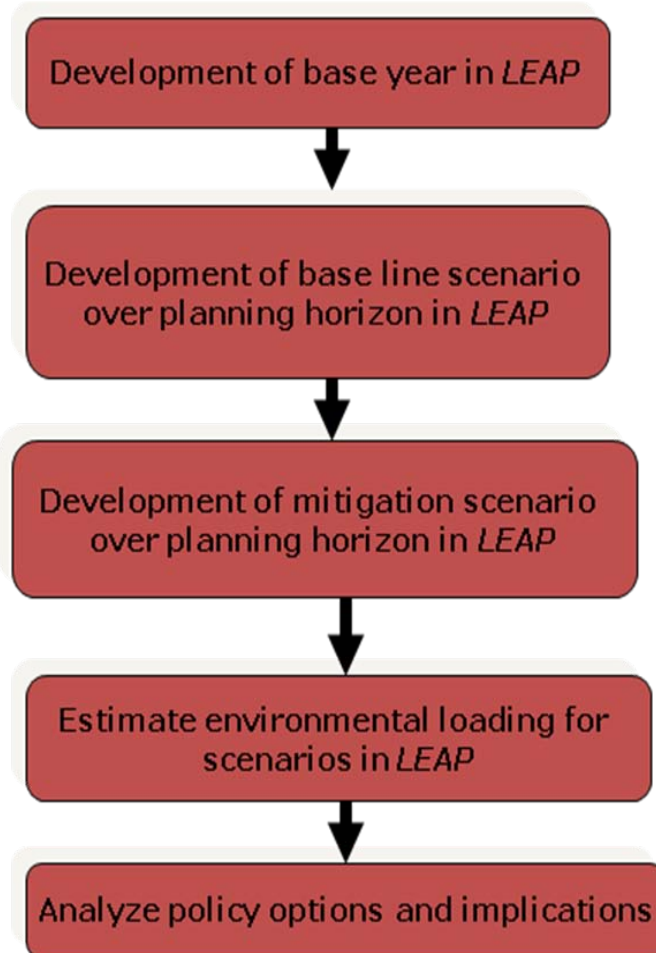 Development of base year in LEAP
Development of base line scenario
over planning horizon in LEAP
Development of mitigation scenario
over planning horizon in LEAP
Estimate environmental loading for
scenarios in LEAP
Analyze policy options and implications